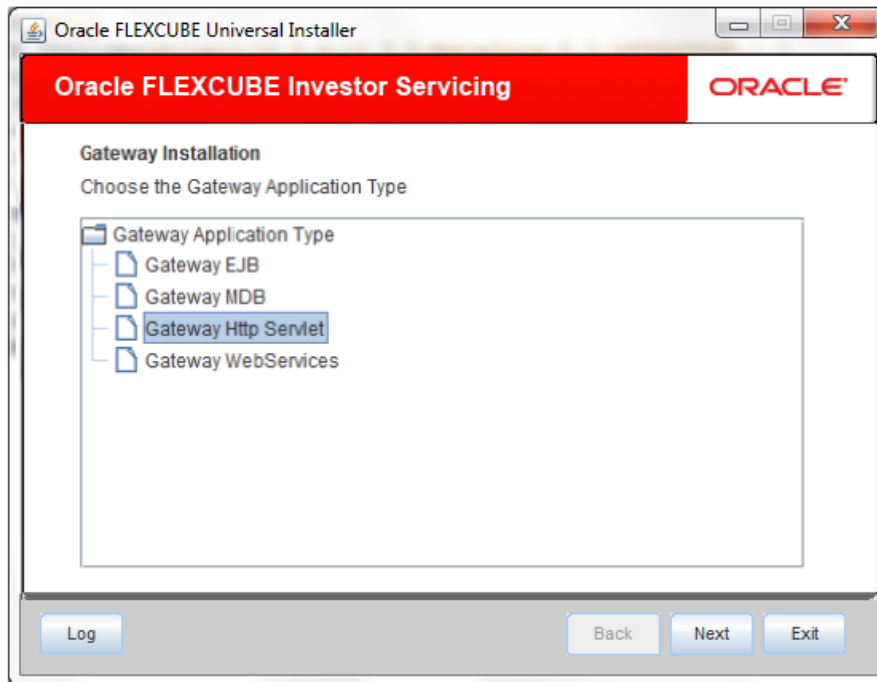 Oracle FLEXCUBE Universal Installer
Oracle FLEXCUBE Investor Servicing
ORACLE
Gateway Installation
Choose the Gateway Application Type
Gateway Application Type
Gateway EJB
Gateway MDB
Gateway Http Servlet
Gateway WebServices
Log
Back
Next
Exit